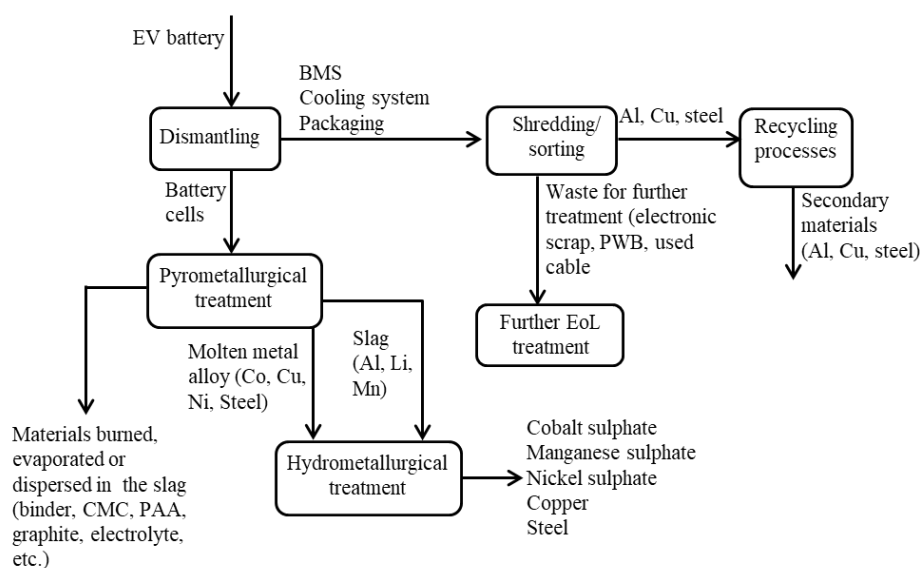 EV battery
BMS
Cooling system
Packaging
Dismantling
Shredding/
sorting
Al, Cu, steel
Recycling
processes
Battery
cells
Waste for further
treatment (electronic
scrap, PWB, used
cable
Secondary
materials
(Al, Cu, steel)
Pyrometallurgical
treatment
Further EoL
treatment
Molten metal
alloy (Co, Cu,
Ni, Steel)
Slag
(Al, Li,
Mn)
Materials burned,
evaporated or
dispersed in the slag
(binder, CMC, PAA,
graphite, electrolyte,
etc.)
Hydrometallurgical
treatment
Cobalt sulphate
Manganese sulphate
Nickel sulphate
Copper
Steel